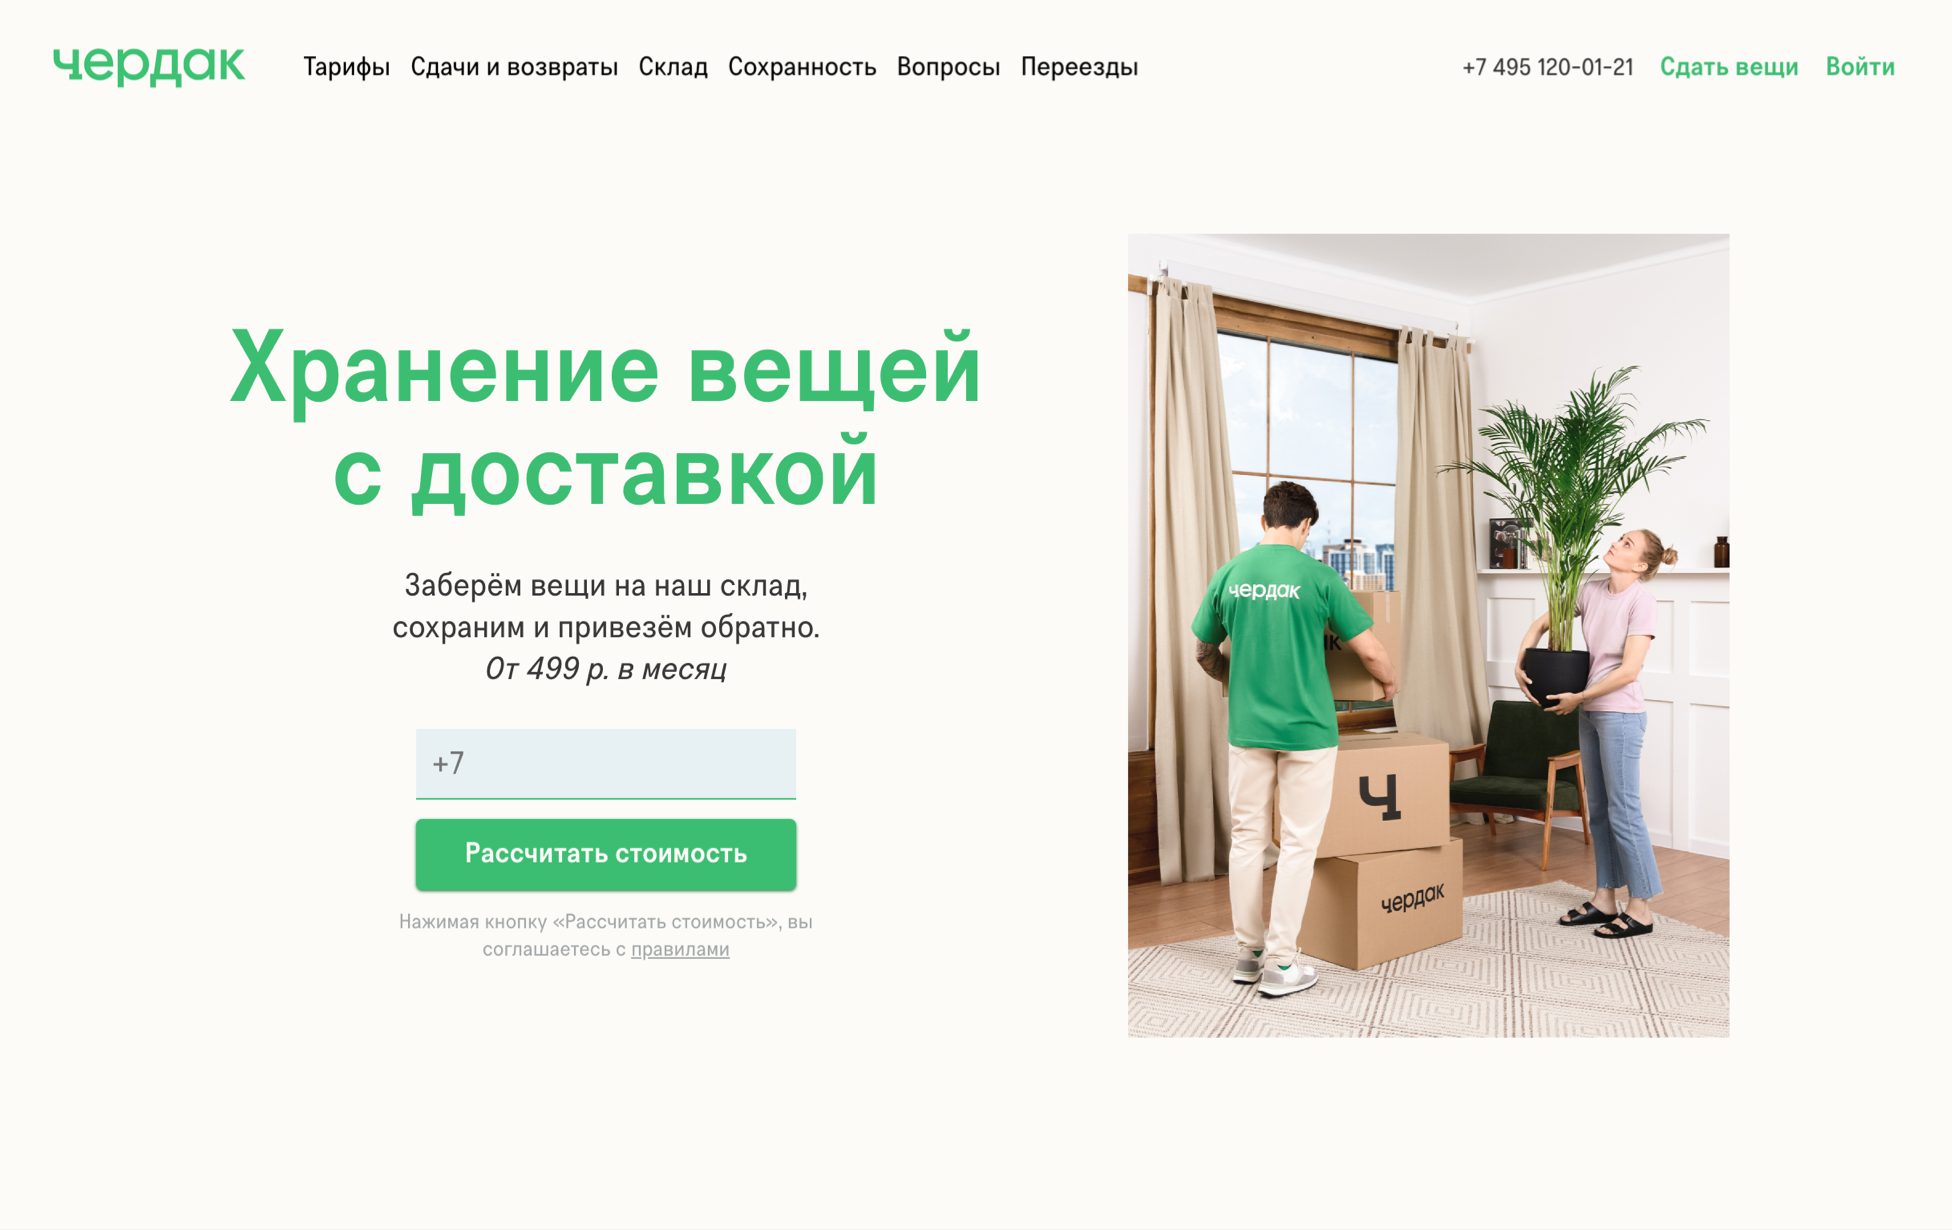 чердак
Тарифы Сдачи и возвраты Склад Сохранность Вопросы Переезды
+7 495 120-01-21 Сдать вещи Войти
Хранение вещей
с доставкой
Заберём вещи на наш склад,
сохраним и привезём обратно.
От 499 р. в месяц
+7
Рассчитать стоимость
Нажимая кнопку «Рассчитать стоимость», вы
соглашаетесь с правилами
чердак
ак
Ч
чердак